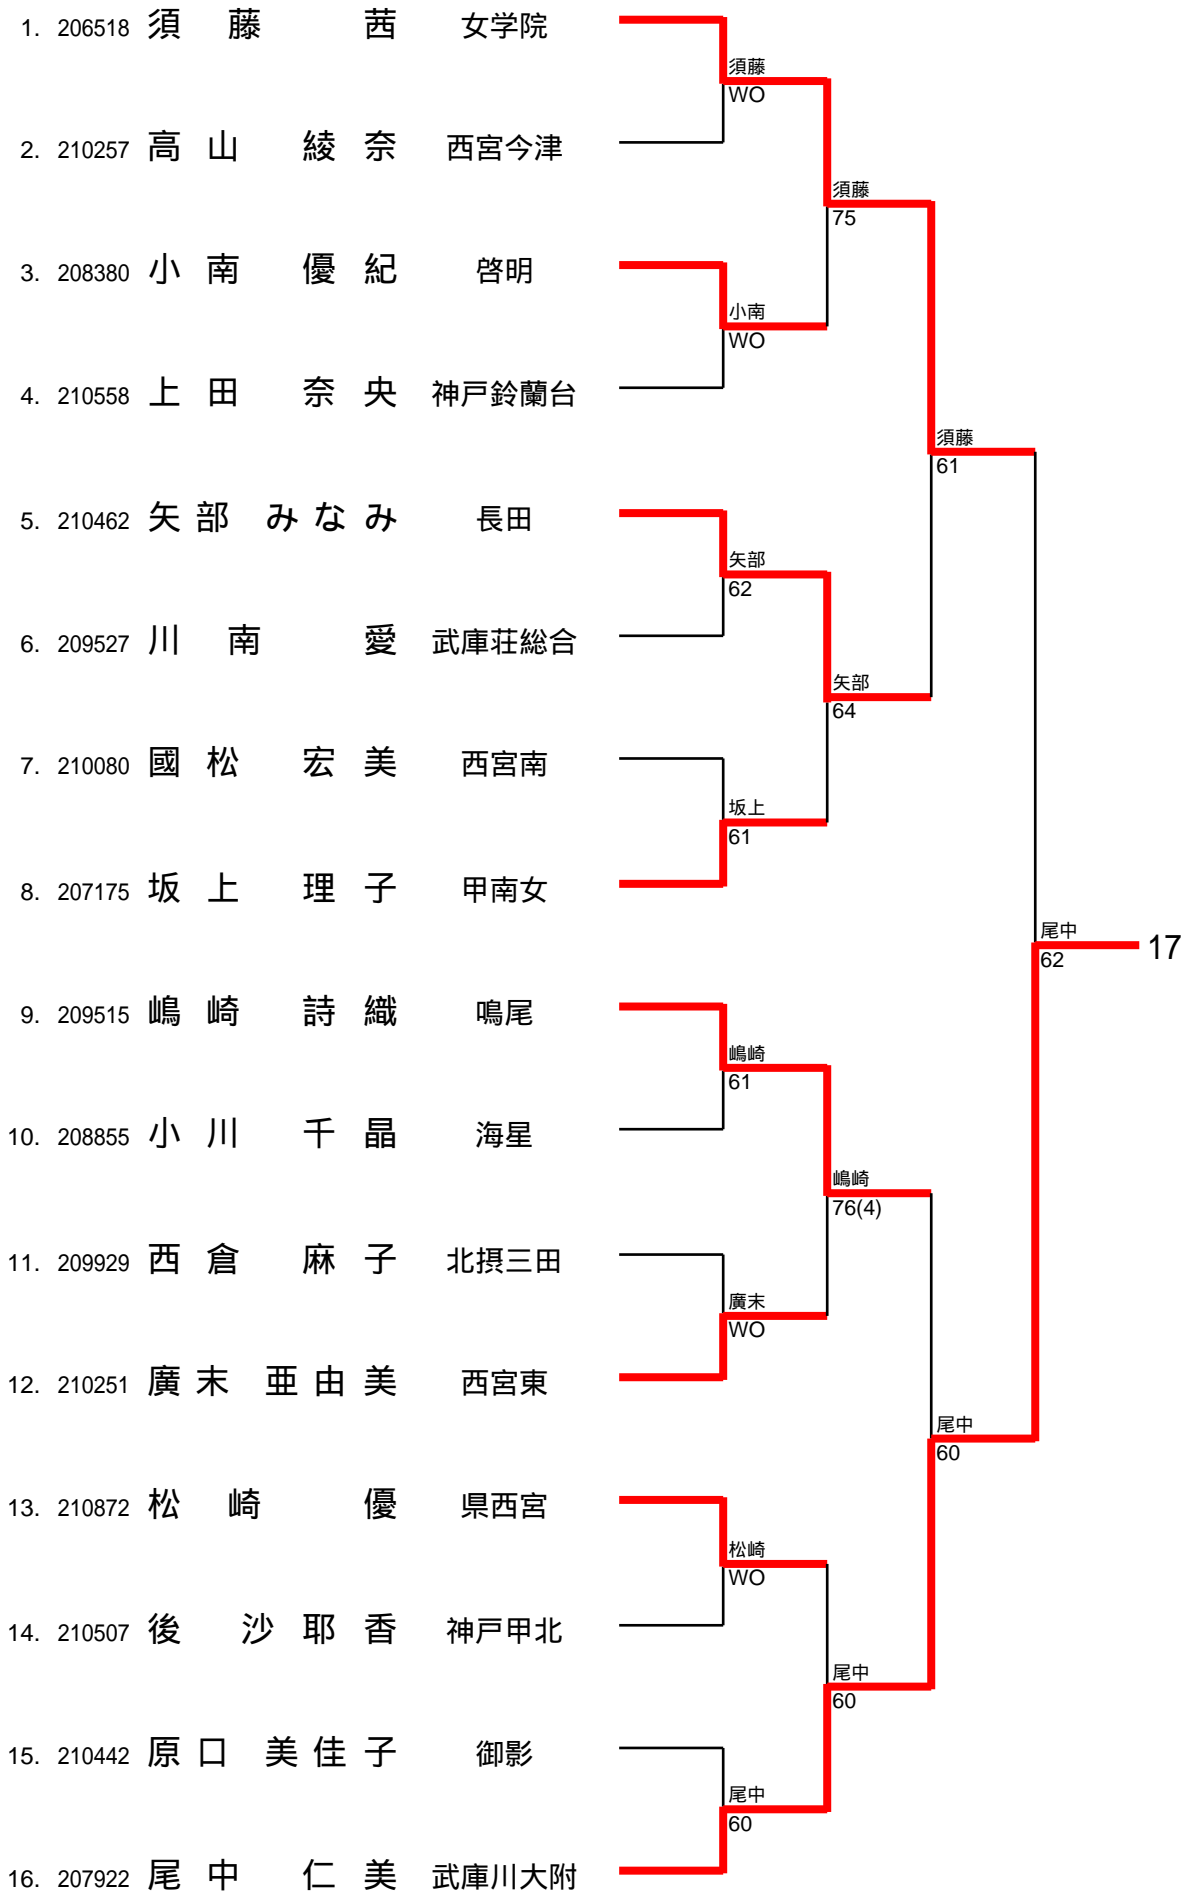 1. 206518 須藤 茜 女学院
須藤
WO
2. 210257 高山 綾奈 西宮今津
須藤
75
3. 208380 小南 優紀 啓明
小南
WO
4. 210558 上田 奈央 神戸鈴蘭台
須藤
61
5. 210462 矢部 みなみ 長田
矢部
62
6. 209527 川南 愛 武庫荘総合
矢部
64
7. 210080 國松 宏美 西宮南
坂上
61
8. 207175 坂上 理子 甲南女
尾中
62
17
9. 209515 嶋崎 詩織 鳴尾
嶋崎
61
10. 208855 小川 千晶 海星
嶋崎
76(4)
11. 209929 西倉 麻子 北摂三田
廣末
WO
12. 210251 廣末 亜由美 西宮東
尾中
60
13. 210872 松崎 優 県西宮
松崎
WO
14. 210507 後 沙耶香 神戸甲北
尾中
60
15. 210442 原口 美佳子 御影
尾中
60
16. 207922 尾中 仁美 武庫川大附